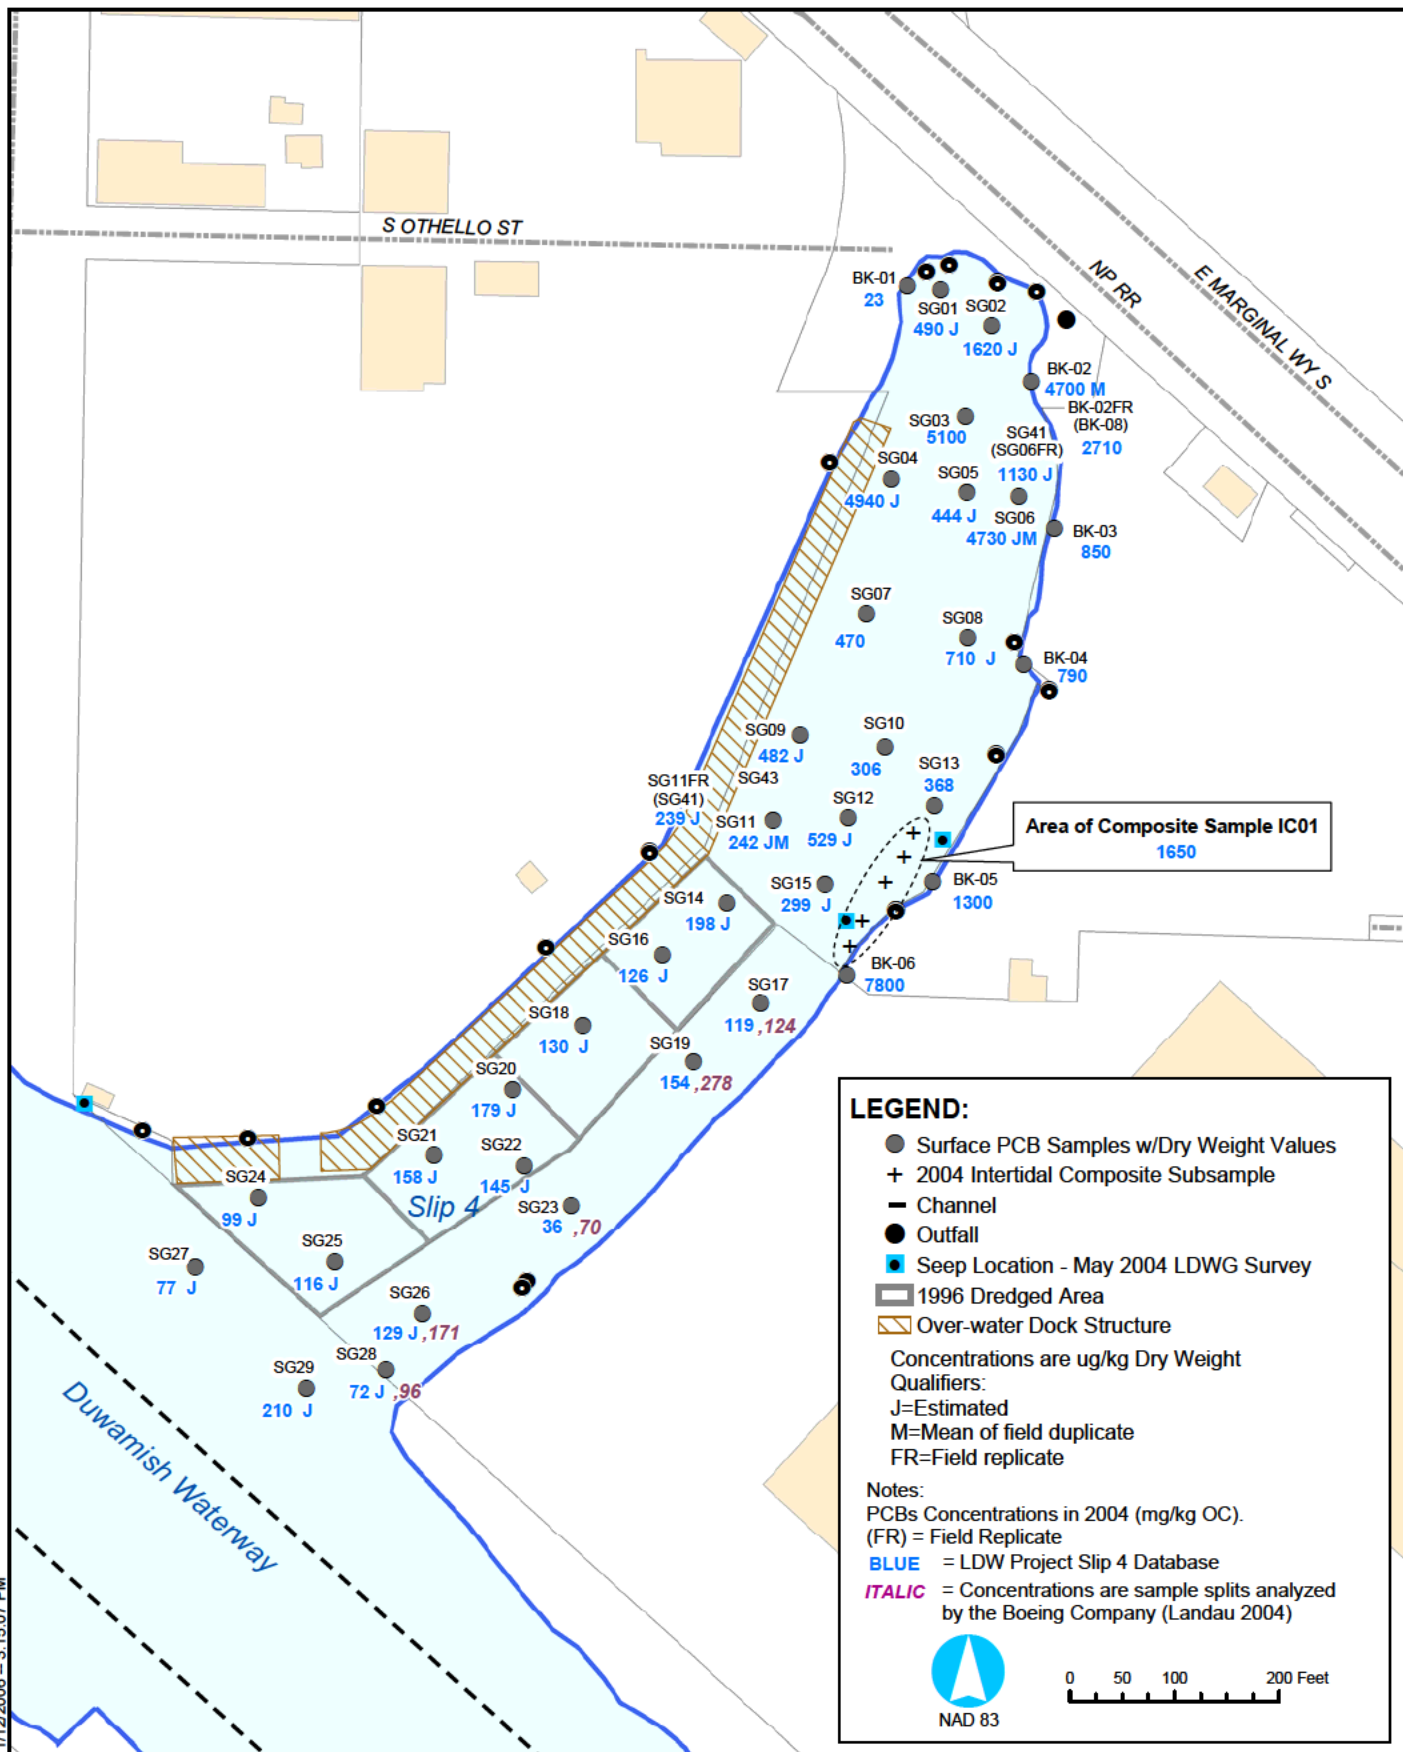 S OTHELLO ST
NP RR
E MARGINAL WY S
BK-01
23
SG01
490 J
SG02
1620 J
BK-02
4700 M
BK-02FR
(BK-08)
2710
SG03
5100
SG41
(SG06FR)
1130 J
SG04
4940 J
SG05
444 J
SG06
4730 JM
BK-03
850
SG07
470
SG08
710 J
BK-04
790
SG09
482 J
SG10
306
SG13
368
SG11FR
(SG41)
239 J
SG43
SG11
242 JM
SG12
529 J
Area of Composite Sample IC01
1650
SG14
198 J
SG15
299 J
BK-05
1300
SG16
126 J
BK-06
7800
SG17
119 ,124
SG18
130 J
SG19
154 ,278
SG20
179 J
SG21
158 J
SG22
145 J
Slip 4
SG23
36 ,70
SG24
99 J
SG25
116 J
SG27
77 J
SG26
129 J ,171
SG28
72 J ,96
SG29
210 J
Duwamish Waterway
LEGEND:
Surface PCB Samples w/Dry Weight Values
2004 Intertidal Composite Subsample
Channel
Outfall
Seep Location - May 2004 LDWG Survey
1996 Dredged Area
Over-water Dock Structure
Concentrations are ug/kg Dry Weight
Qualifiers:
J=Estimated
M=Mean of field duplicate
FR=Field replicate
Notes:
PCBs Concentrations in 2004 (mg/kg OC).
(FR) = Field Replicate
BLUE = LDW Project Slip 4 Database
ITALIC = Concentrations are sample splits analyzed
by the Boeing Company (Landau 2004)
NAD 83
0 50 100 200 Feet